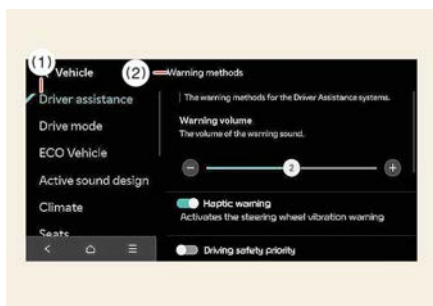 (1)
(2)
Vehicle
Warning methods
Driver assistance
The warning methods for the Driver Assistance systems.
Drive mode
Warning volume
The volume of the warning sound.
ECO Vehicle
2
Active sound design
Haptic warning
Activates the steering wheel vibration warning
Climate
Seats
Driving safety priority